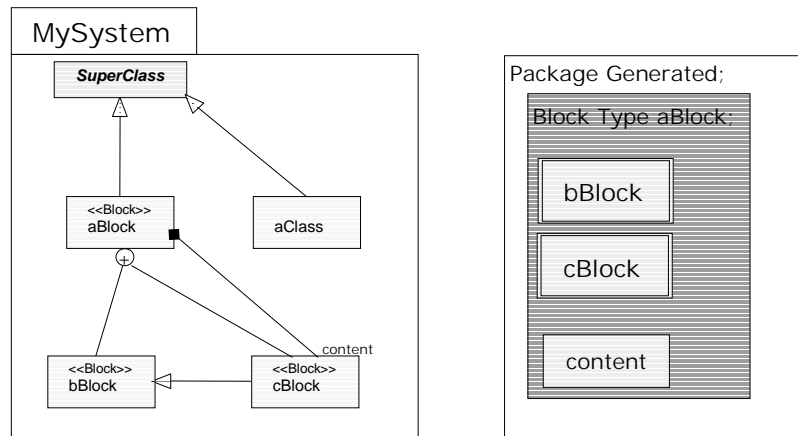 MySystem
SuperClass
<<Block>>
aBlock
aClass
content
<<Block>>
bBlock
<<Block>>
cBlock
Package Generated;
Block Type aBlock;
bBlock
cBlock
content